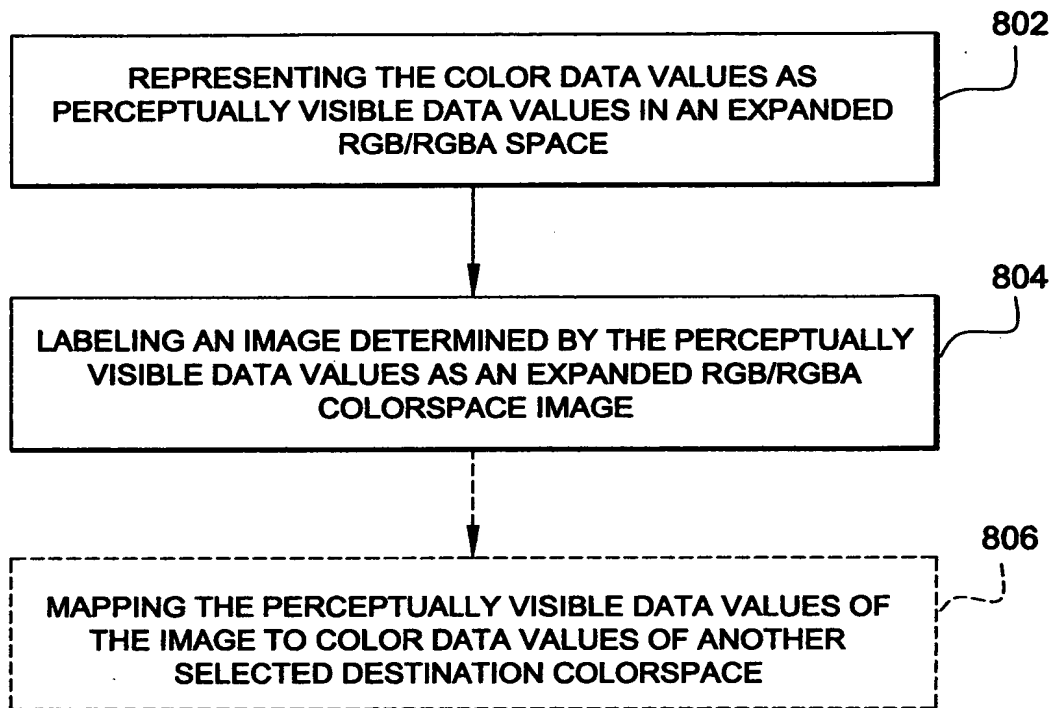 802
REPRESENTING THE COLOR DATA VALUES AS
PERCEPTUALLY VISIBLE DATA VALUES IN AN EXPANDED
RGB/RGBA SPACE
804
LABELING AN IMAGE DETERMINED BY THE PERCEPTUALLY
VISIBLE DATA VALUES AS AN EXPANDED RGB/RGBA
COLORSPACE IMAGE
806
MAPPING THE PERCEPTUALLY VISIBLE DATA VALUES OF
THE IMAGE TO COLOR DATA VALUES OF ANOTHER
SELECTED DESTINATION COLORSPACE